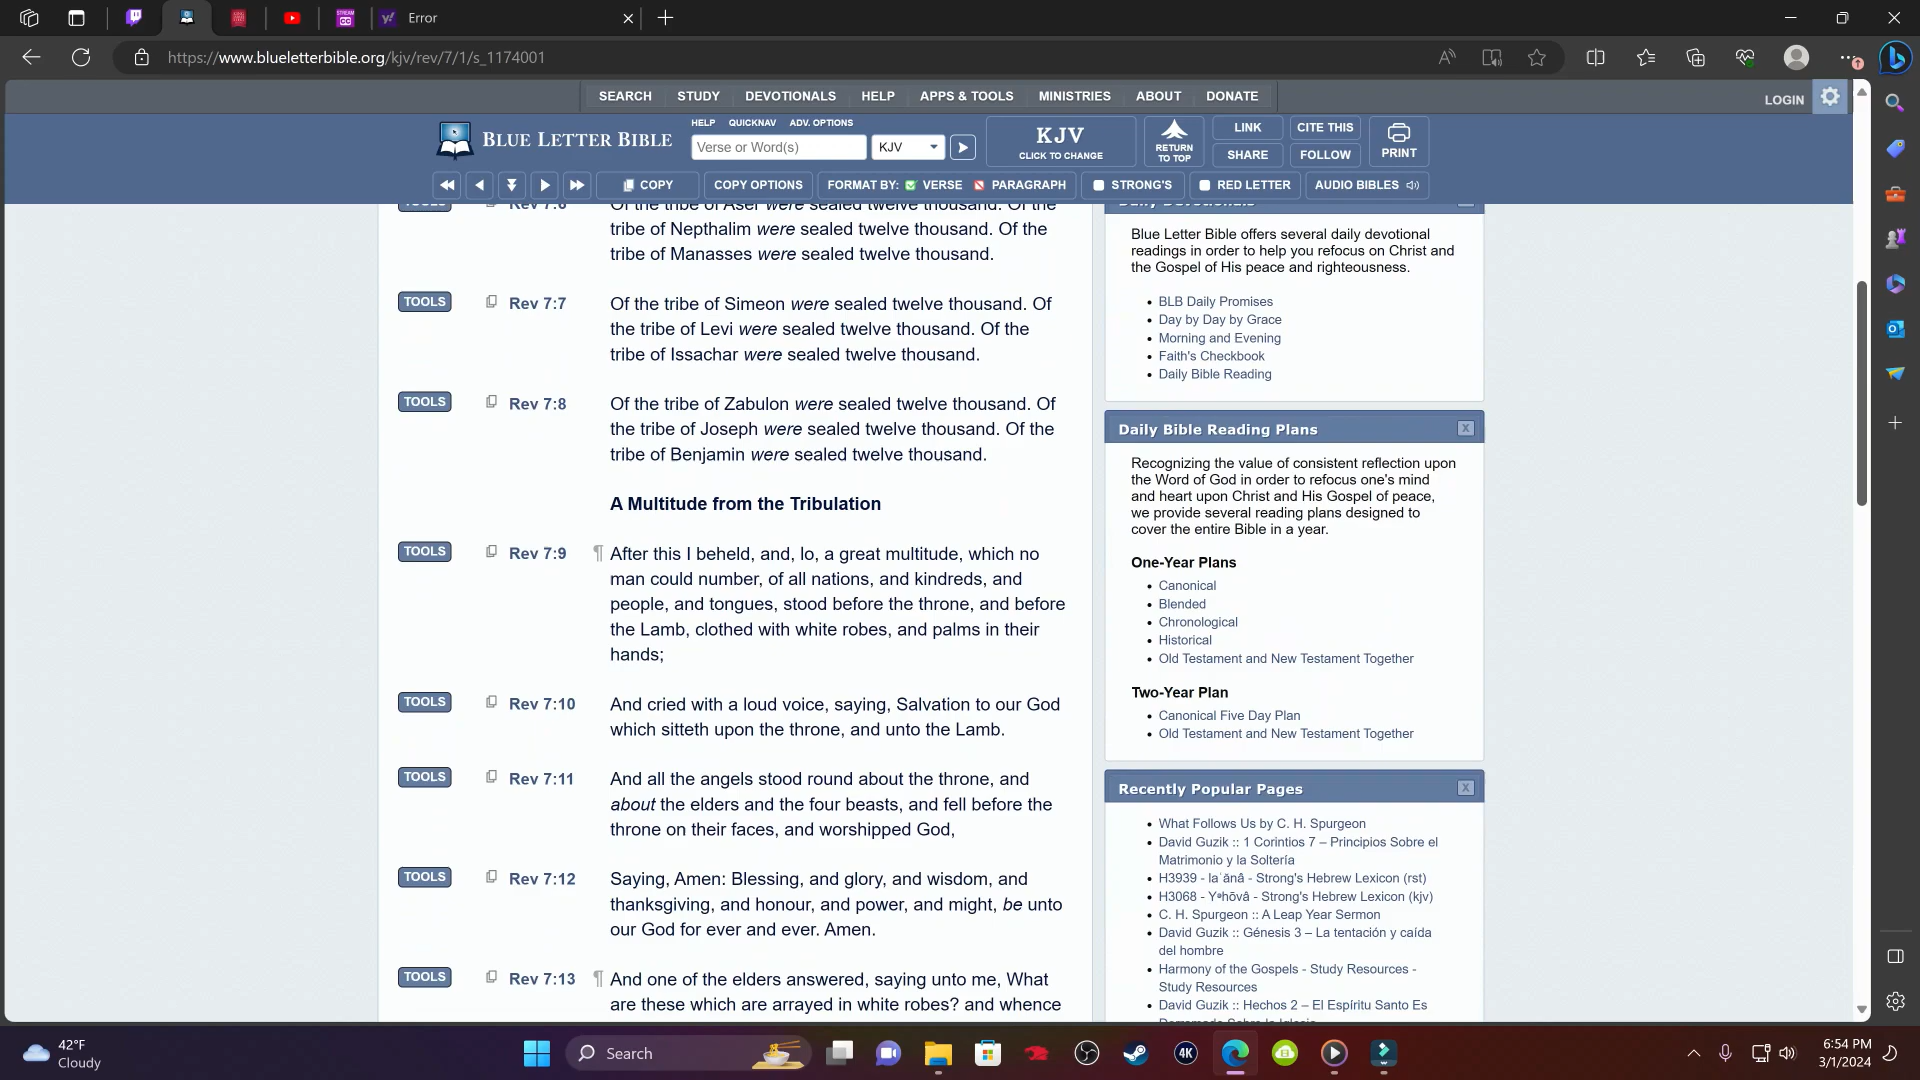 Error
https://www.blueletterbible.org/kjv/rev/7/1/s_1174001
SEARCH STUDY DEVOTIONALS HELP APPS & TOOLS MINISTRIES ABOUT DONATE
LOGIN
BLUE LETTER BIBLE
HELP QUICKNAV ADV. OPTIONS
Verse or Word(s) KJV
KJV
CLICK TO CHANGE
RETURN
TO TOP
LINK CITE THIS
SHARE FOLLOW
PRINT
COPY COPY OPTIONS FORMAT BY: VERSE PARAGRAPH STRONG'S RED LETTER AUDIO BIBLES
TOOLS Rev 7:6 Of the tribe of Aser were sealed twelve thousand. Of the
tribe of Nepthalim were sealed twelve thousand. Of the
tribe of Manasses were sealed twelve thousand.
TOOLS Rev 7:7 Of the tribe of Simeon were sealed twelve thousand. Of
the tribe of Levi were sealed twelve thousand. Of the
tribe of Issachar were sealed twelve thousand.
TOOLS Rev 7:8 Of the tribe of Zabulon were sealed twelve thousand. Of
the tribe of Joseph were sealed twelve thousand. Of the
tribe of Benjamin were sealed twelve thousand.
A Multitude from the Tribulation
TOOLS Rev 7:9 ¶ After this I beheld, and, lo, a great multitude, which no
man could number, of all nations, and kindreds, and
people, and tongues, stood before the throne, and before
the Lamb, clothed with white robes, and palms in their
hands;
TOOLS Rev 7:10 And cried with a loud voice, saying, Salvation to our God
which sitteth upon the throne, and unto the Lamb.
TOOLS Rev 7:11 And all the angels stood round about the throne, and
about the elders and the four beasts, and fell before the
throne on their faces, and worshipped God,
TOOLS Rev 7:12 Saying, Amen: Blessing, and glory, and wisdom, and
thanksgiving, and honour, and power, and might, be unto
our God for ever and ever. Amen.
TOOLS Rev 7:13 ¶ And one of the elders answered, saying unto me, What
are these which are arrayed in white robes? and whence
Daily Devotionals
Blue Letter Bible offers several daily devotional
readings in order to help you refocus on Christ and
the Gospel of His peace and righteousness.
BLB Daily Promises
Day by Day by Grace
Morning and Evening
Faith's Checkbook
Daily Bible Reading
Daily Bible Reading Plans X
Recognizing the value of consistent reflection upon
the Word of God in order to refocus one's mind
and heart upon Christ and His Gospel of peace,
we provide several reading plans designed to
cover the entire Bible in a year.
One-Year Plans
Canonical
Blended
Chronological
Historical
Old Testament and New Testament Together
Two-Year Plan
Canonical Five Day Plan
Old Testament and New Testament Together
Recently Popular Pages X
What Follows Us by C. H. Spurgeon
David Guzik :: 1 Corintios 7 – Principios Sobre el
Matrimonio y la Soltería
H3939 - laʿănâ - Strong's Hebrew Lexicon (rst)
H3068 - Yᵊhōvâ - Strong's Hebrew Lexicon (kjv)
C. H. Spurgeon :: A Leap Year Sermon
David Guzik :: Génesis 3 – La tentación y caída
del hombre
Harmony of the Gospels - Study Resources -
Study Resources
David Guzik :: Hechos 2 – El Espíritu Santo Es
Derramado Sobre la Iglesia
42°F
Cloudy
Search
6:54 PM
3/1/2024